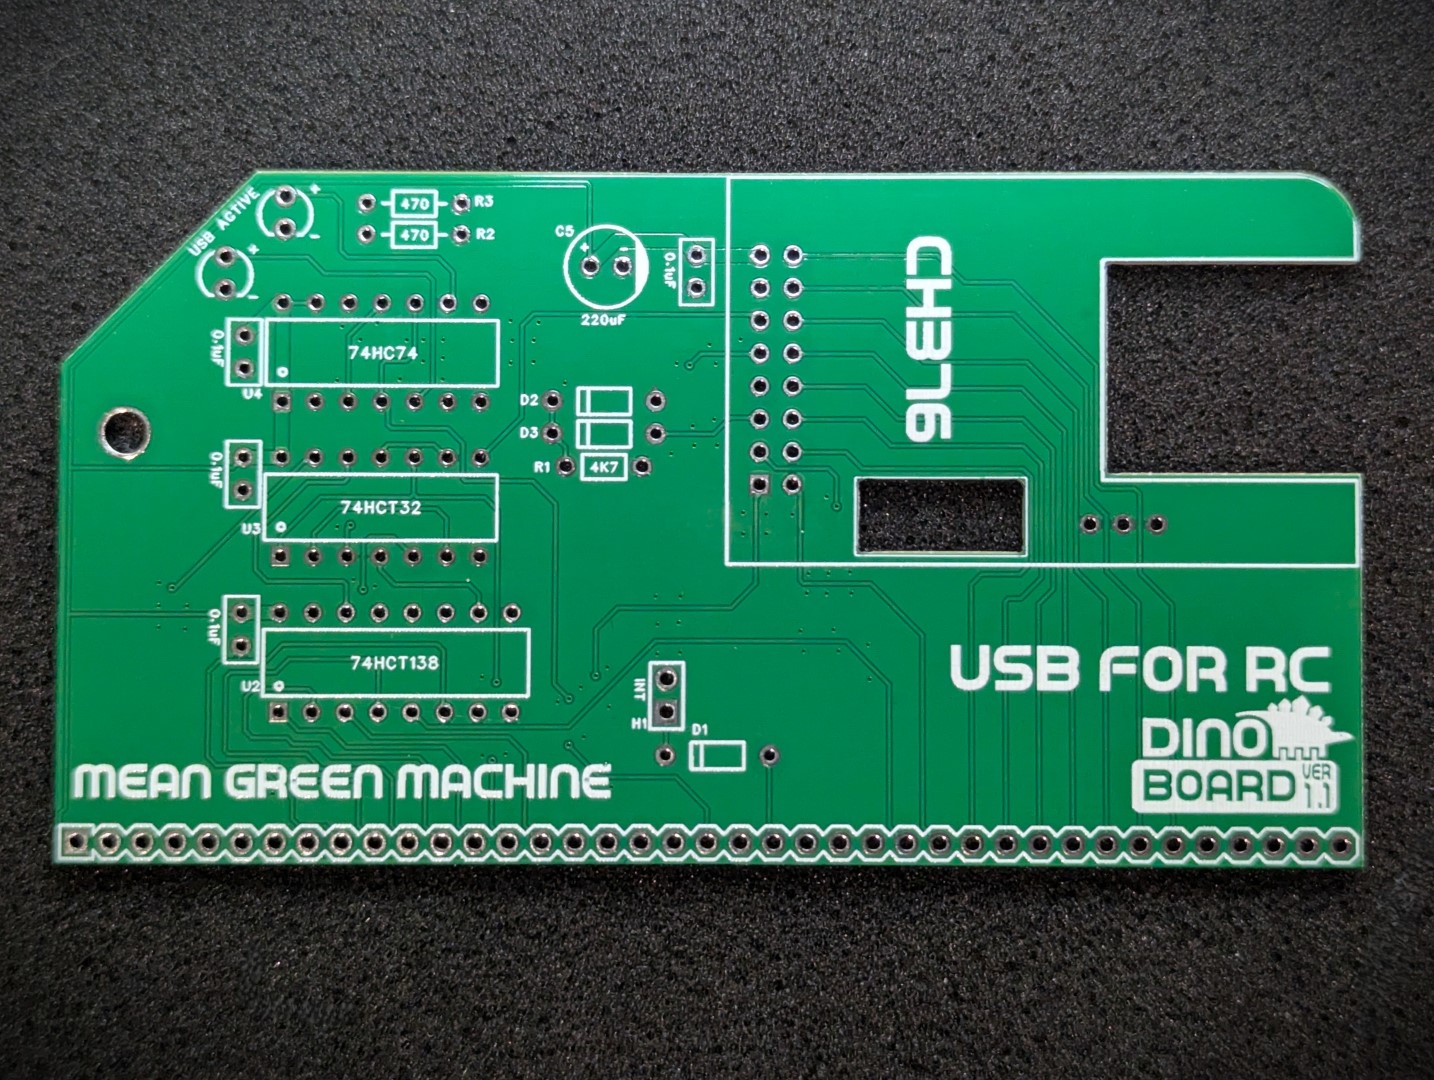 USB ACTIVE
+
-
+
-
470 R3
470 R2
C5
+ -
220uF
0.1uF
CH376
0.1uF
74HC74
U4
D2
D3
R1 4K7
0.1uF
74HCT32
U3
0.1uF
74HCT138
U2
INT
H1
D1
USB FOR RC
DINO
BOARD VER 1.1
MEAN GREEN MACHINE